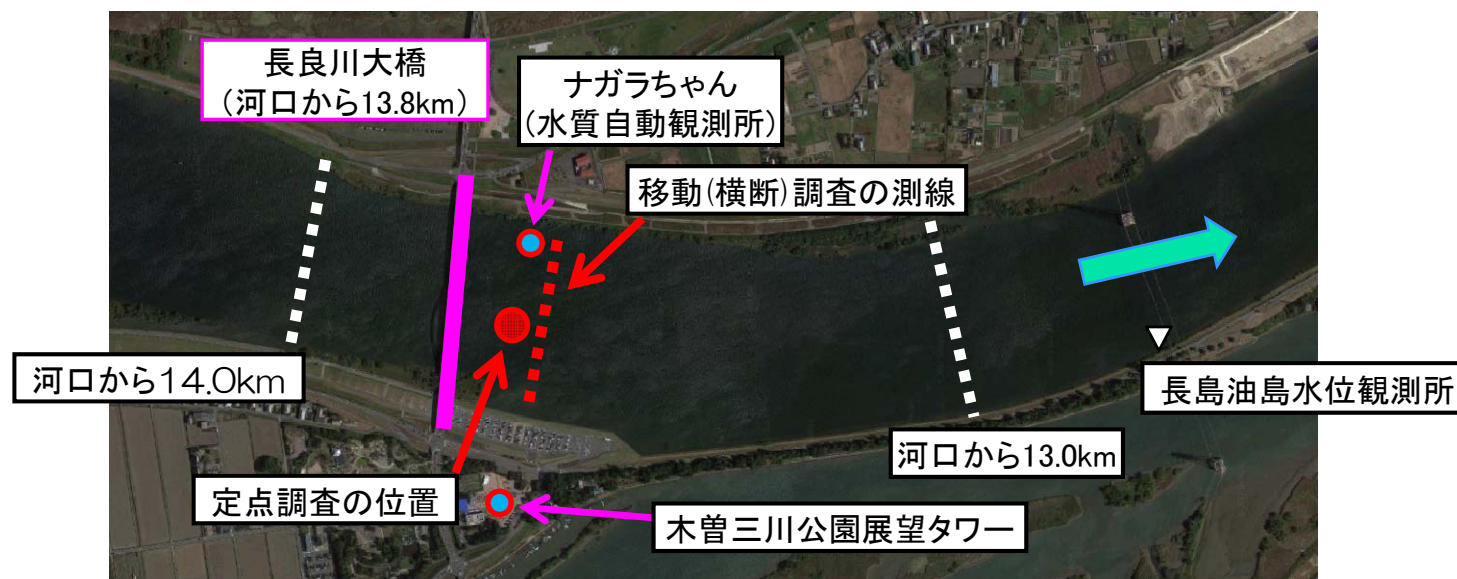 長良川大橋
(河口から13.8km)
ナガラちゃん
(水質自動観測所)
移動(横断)調査の測線
河口から14.0km
長島油島水位観測所
河口から13.0km
定点調査の位置
木曽三川公園展望タワー